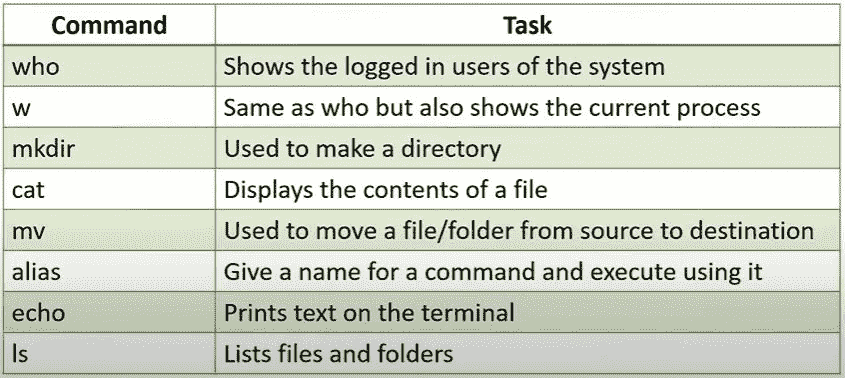 Command Task
who Shows the logged in users of the system
w Same as who but also shows the current process
mkdir Used to make a directory
cat Displays the contents of a file
mv Used to move a file/folder from source to destination
alias Give a name for a command and execute using it
echo Prints text on the terminal
ls Lists files and folders